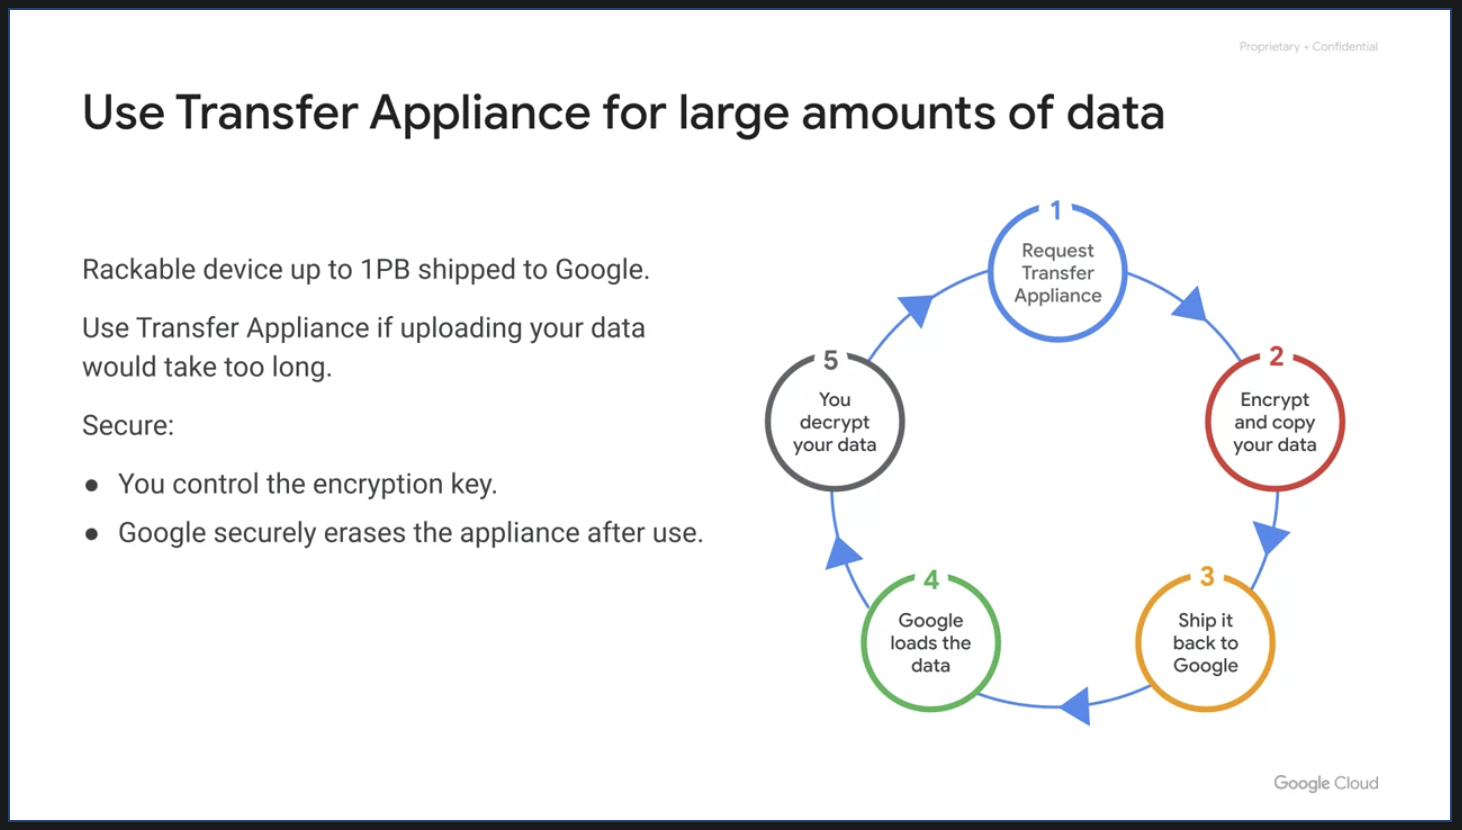 Proprietary + Confidential
Use Transfer Appliance for large amounts of data
Rackable device up to 1PB shipped to Google.
Use Transfer Appliance if uploading your data
would take too long.
Secure:
● You control the encryption key.
● Google securely erases the appliance after use.
1
Request
Transfer
Appliance
2
Encrypt
and copy
your data
3
Ship it
back to
Google
4
Google
loads the
data
5
You
decrypt
your data
Google Cloud